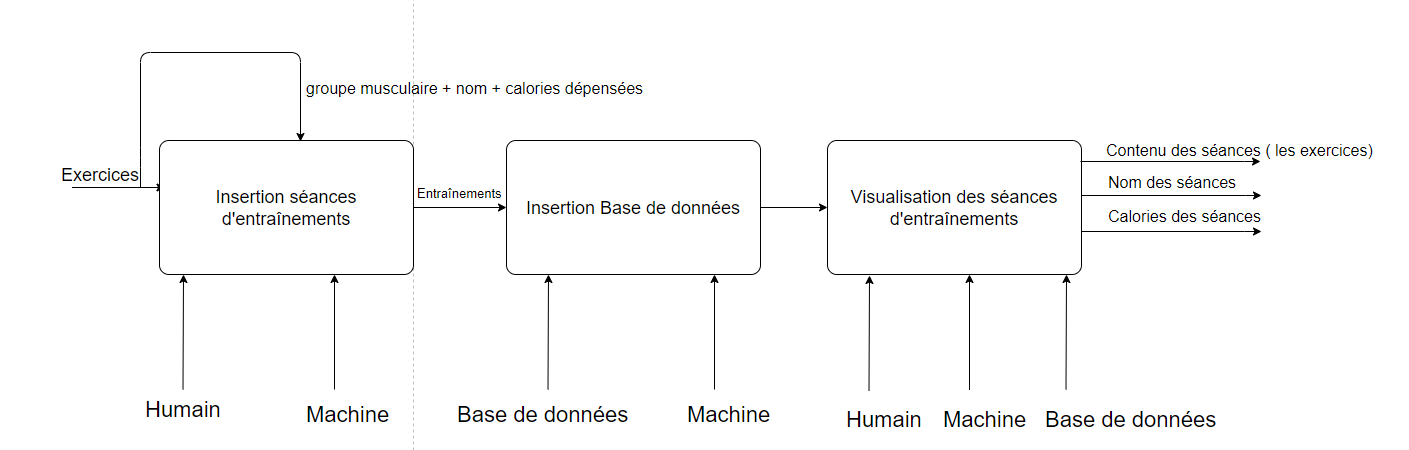 groupe musculaire + nom + calories dépensées
Exercices
Insertion séances
d'entraînements
Entraînements
Insertion Base de données
Visualisation des séances
d'entraînements
Contenu des séances ( les exercices)
Nom des séances
Calories des séances
Humain
Machine
Base de données
Machine
Humain
Machine
Base de données